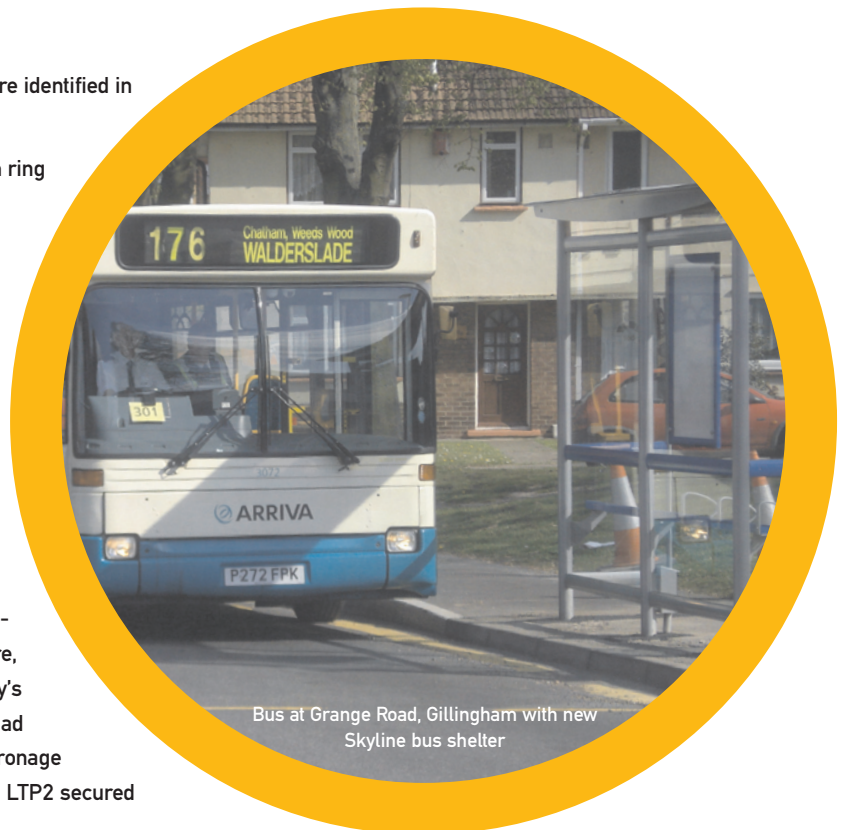 re identified in
ring
176
Chatham, Weeds Wood
WALDERSLADE
301
3072
ARRIVA
P272 FPK
-
re,
y's
ad
ronage
LTP2 secured
Bus at Grange Road, Gillingham with new
Skyline bus shelter